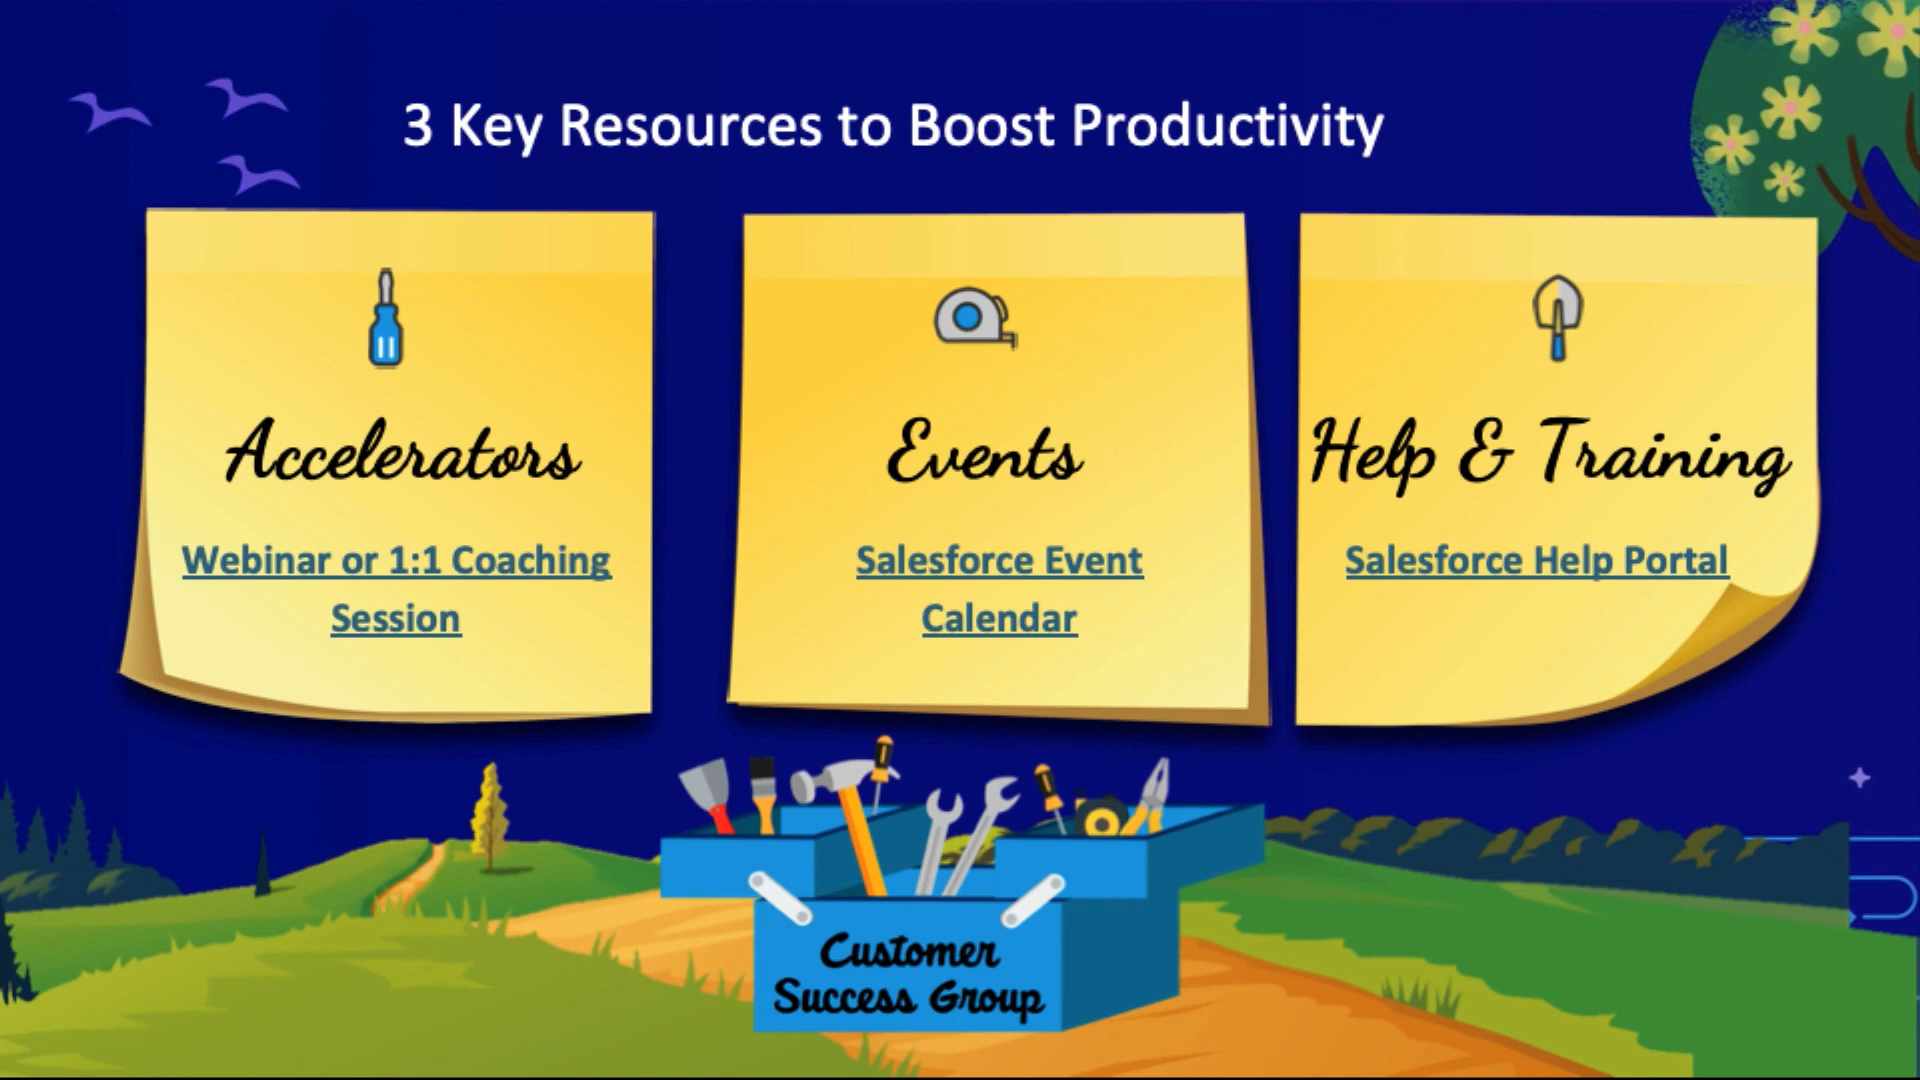 3 Key Resources to Boost Productivity
Accelerators
Webinar or 1:1 Coaching
Session
Events
Salesforce Event
Calendar
Help & Training
Salesforce Help Portal
Customer
Success Group